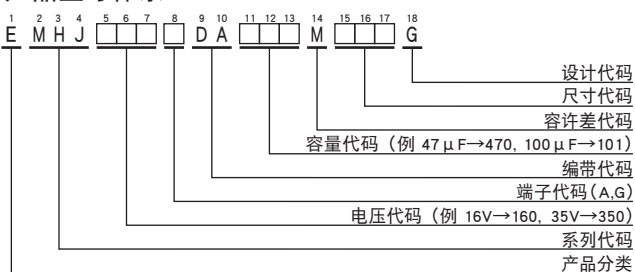 1 2 3 4 5 6 7 8 9 10 11 12 13 14 15 16 17 18
E M H J □□□ □ D A □□□ M □□□ G
设计代码
尺寸代码
容许差代码
容量代码（例 47μF→470, 100μF→101）
编带代码
端子代码(A,G)
电压代码（例 16V→160, 35V→350）
系列代码
产品分类